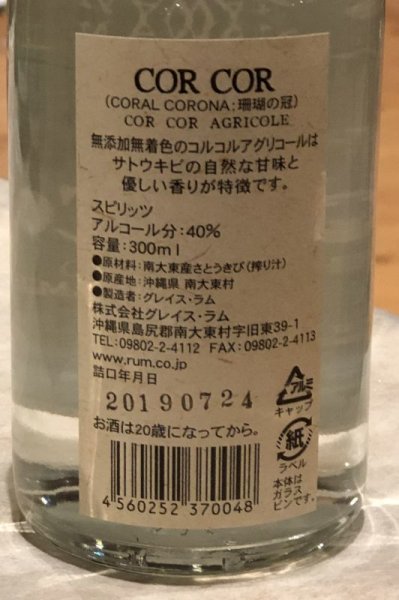 COR COR
(CORAL CORONA;珊瑚の冠)
COR COR AGRICOLE
無添加無着色のコルコルアグリコールは
サトウキビの自然な甘味と
優しい香りが特徴です。
スピリッツ
アルコール分:40%
容量:300ml
●原材料:南大東産さとうきび(搾り汁)
●原産地:沖縄県 南大東村
●製造者:グレイス・ラム
株式会社グレイス・ラム
沖縄県島尻郡南大東村字旧東39-1
TEL:09802-2-4112 FAX:09802-2-4113
www.rum.co.jp
詰口年月日
20190724
お酒は20歳になってから。
アルミ
キャップ
紙
ラベル
本体は
ガラス
ビンです。
4 560252 370048